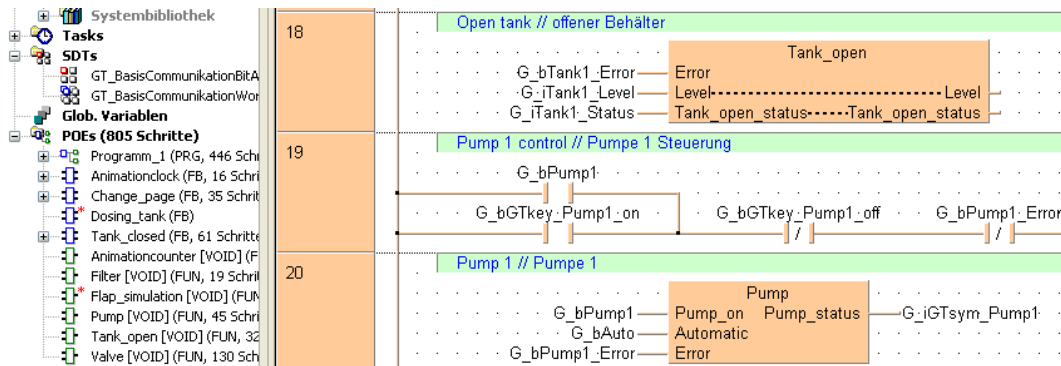 Systembibliothek
Tasks
SDTs
GT_BasisCommunikationBitA
GT_BasisCommunikationWor
Glob. Variablen
POEs (805 Schritte)
Programm_1 (PRG, 446 Schr
Animationclock (FB, 16 Schri
Change_page (FB, 35 Schrit
Dosing_tank (FB)
Tank_closed (FB, 61 Schritte
Animationcounter [VOID] (F
Filter [VOID] (FUN, 19 Schri
Flap_simulation [VOID] (FUN
Pump [VOID] (FUN, 45 Schri
Tank_open [VOID] (FUN, 32
Valve [VOID] (FUN, 130 Sch
18
Open tank // offener Behälter
Tank_open
G_bTank1_Error Error
G_iTank1_Level Level Level
G_iTank1_Status Tank_open_status Tank_open_status
19
Pump 1 control // Pumpe 1 Steuerung
G_bPump1
G_bGTkey_Pump1_on G_bGTkey_Pump1_off G_bPump1_Error
20
Pump 1 // Pumpe 1
Pump
G_bPump1 Pump_on Pump_status G_iGTsym_Pump1
G_bAuto Automatic
G_bPump1_Error Error